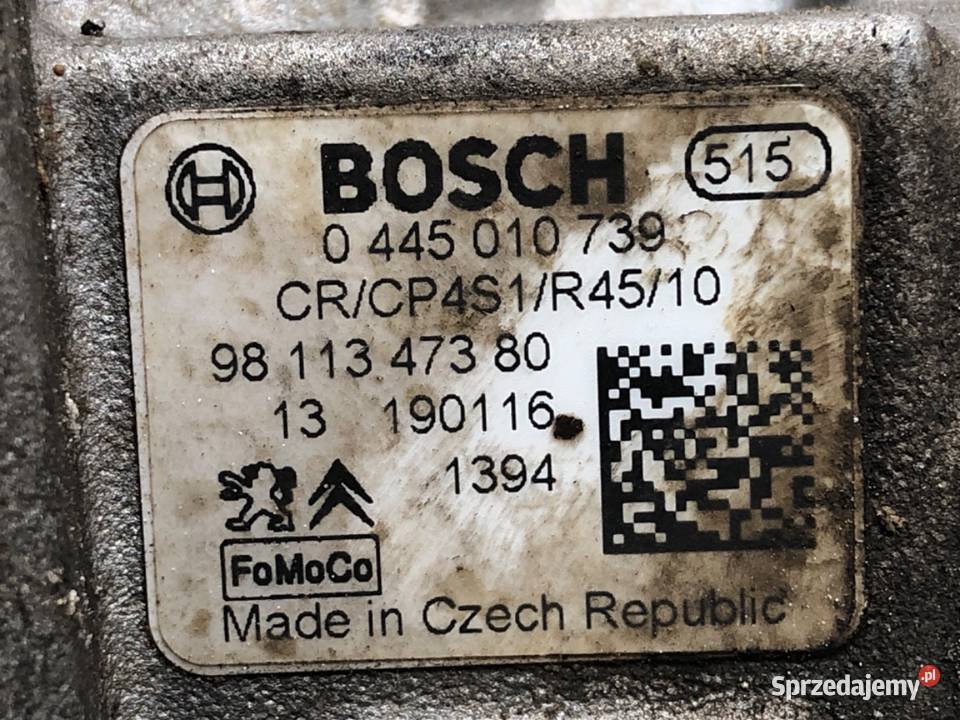 BOSCH 515
0 445 010 739
CR/CP4S1/R45/10
98 113 473 80
13 190116
1394
FoMoCo
Made in Czech Republic
Sprzedajemy.pl